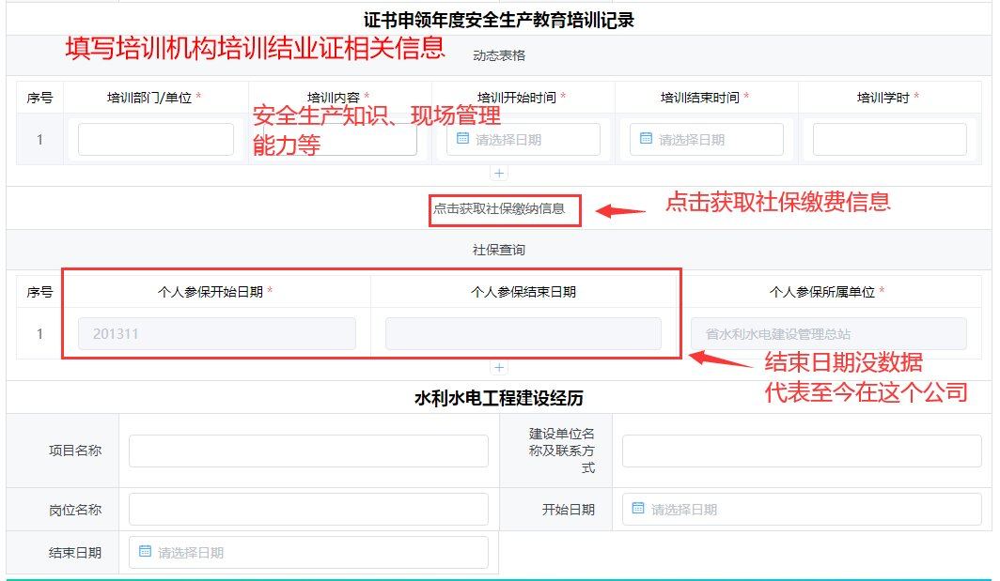 证书申领年度安全生产教育培训记录
填写培训机构培训结业证相关信息
动态表格
序号 培训部门/单位 * 培训内容 * 培训开始时间 * 培训结束时间 * 培训学时 *
安全生产知识、现场管理
能力等
1 请选择日期 请选择日期
+
点击获取社保缴纳信息 点击获取社保缴费信息
社保查询
序号 个人参保开始日期 * 个人参保结束日期 个人参保所属单位 *
1 201311 省水利水电建设管理总站
+
结束日期没数据
代表至今在这个公司
水利水电工程建设经历
项目名称
建设单位名
称及联系方
式
岗位名称 开始日期 请选择日期
结束日期 请选择日期